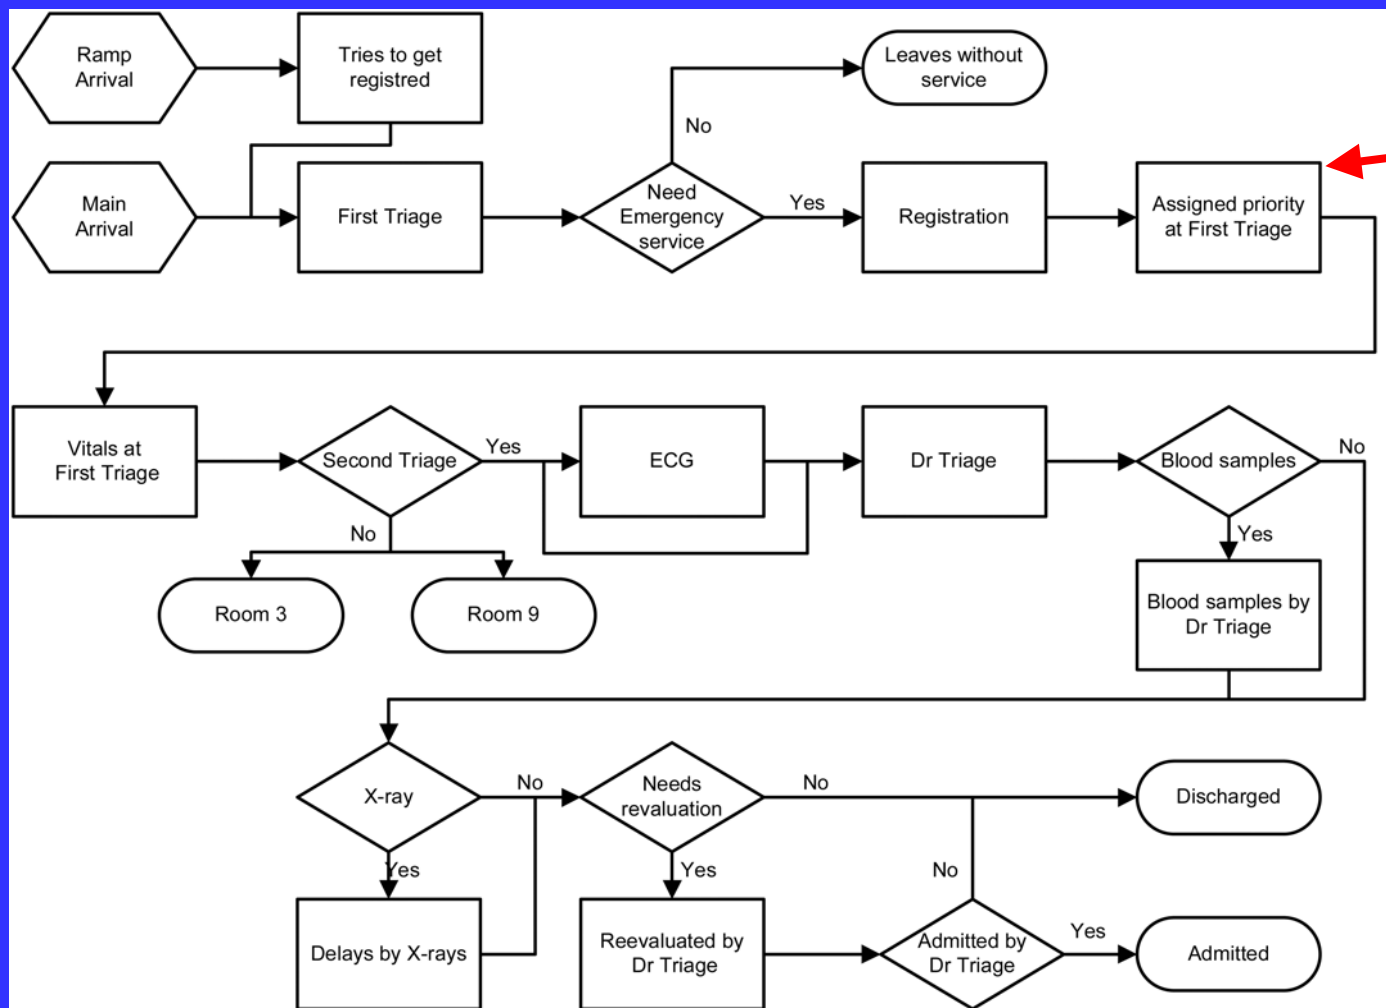 Ramp
Arrival
Tries to get
registred
Leaves without
service
No
Main
Arrival
First Triage
Need
Emergency
service
Yes
Registration
Assigned priority
at First Triage
Vitals at
First Triage
Second Triage
Yes
ECG
Dr Triage
Blood samples
No
No
Yes
Room 3
Room 9
Blood samples by
Dr Triage
X-ray
No
Needs
revaluation
No
Discharged
Yes
Yes
No
Delays by X-rays
Reevaluated by
Dr Triage
Admitted by
Dr Triage
Yes
Admitted